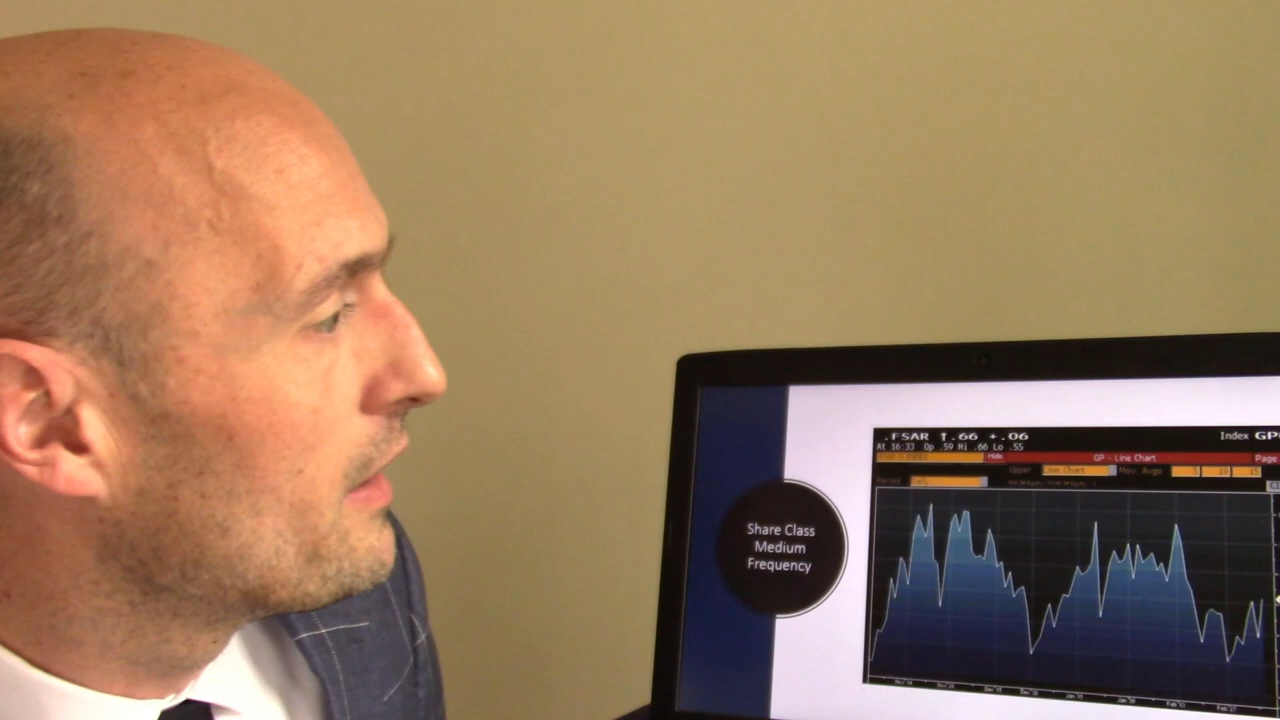 Share Class
Medium
Frequency
.FSAR ↑.66 +.06 Index GP
At 16:33 Op .59 Hi .66 Lo .55
Hide GP - Line Chart Page
Upper Line Chart Mov. Avgs 5 10 15
Period